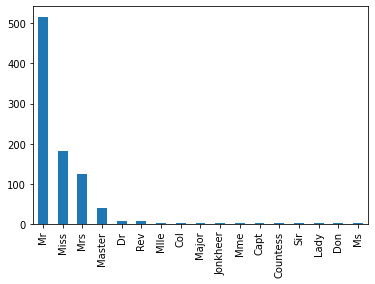 500
400
300
200
100
0
Mr
Miss
Mrs
Master
Dr
Rev
Mlle
Col
Major
Jonkheer
Mme
Capt
Countess
Sir
Lady
Don
Ms